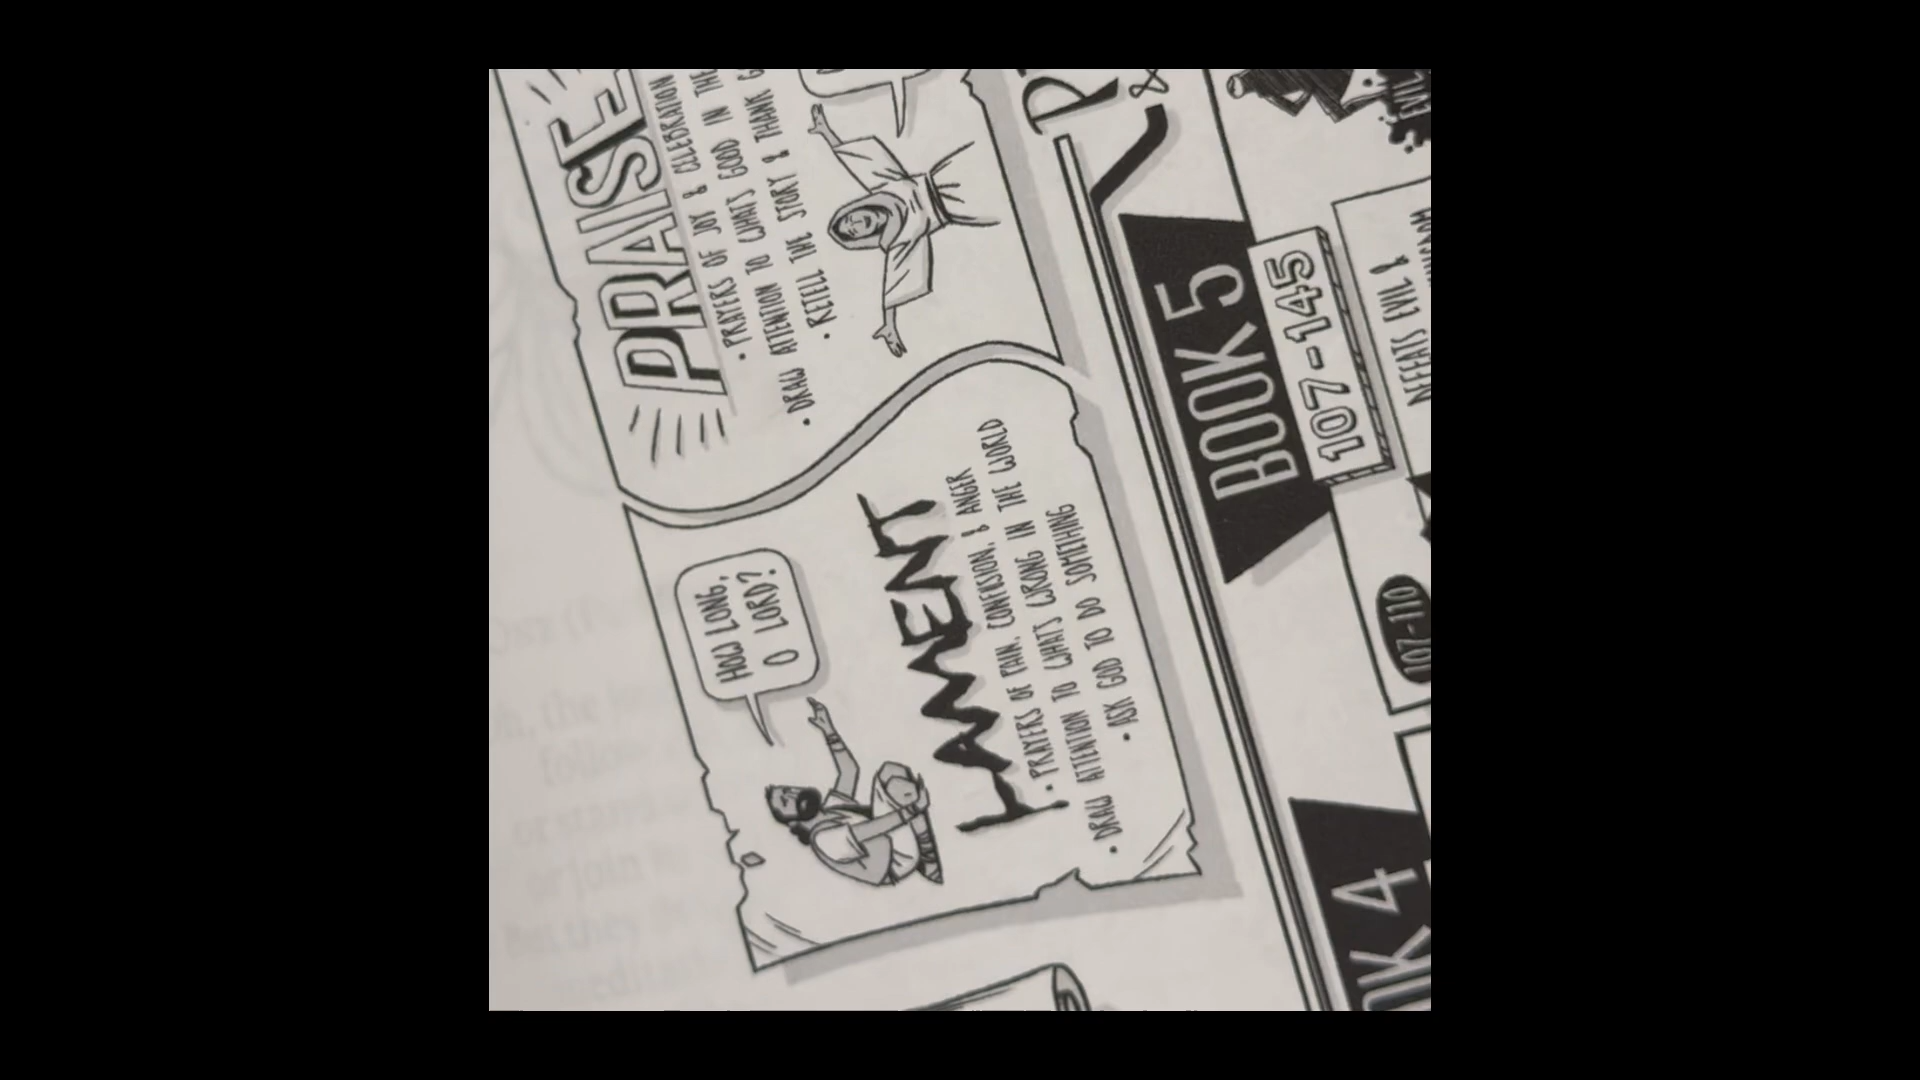 HOW LONG,
O LORD?
LAMENT
• PRAYERS OF PAIN, CONFUSION, & ANGER
• DRAW ATTENTION TO WHAT'S WRONG IN THE WORLD
• ASK GOD TO DO SOMETHING
PRAISE
• PRAYERS OF JOY & CELEBRATION
• DRAW ATTENTION TO WHAT'S GOOD IN THE
• RETELL THE STORY & THANK G
BOOK 4
BOOK 5
107-145
107-110
DEFEATS EVIL &